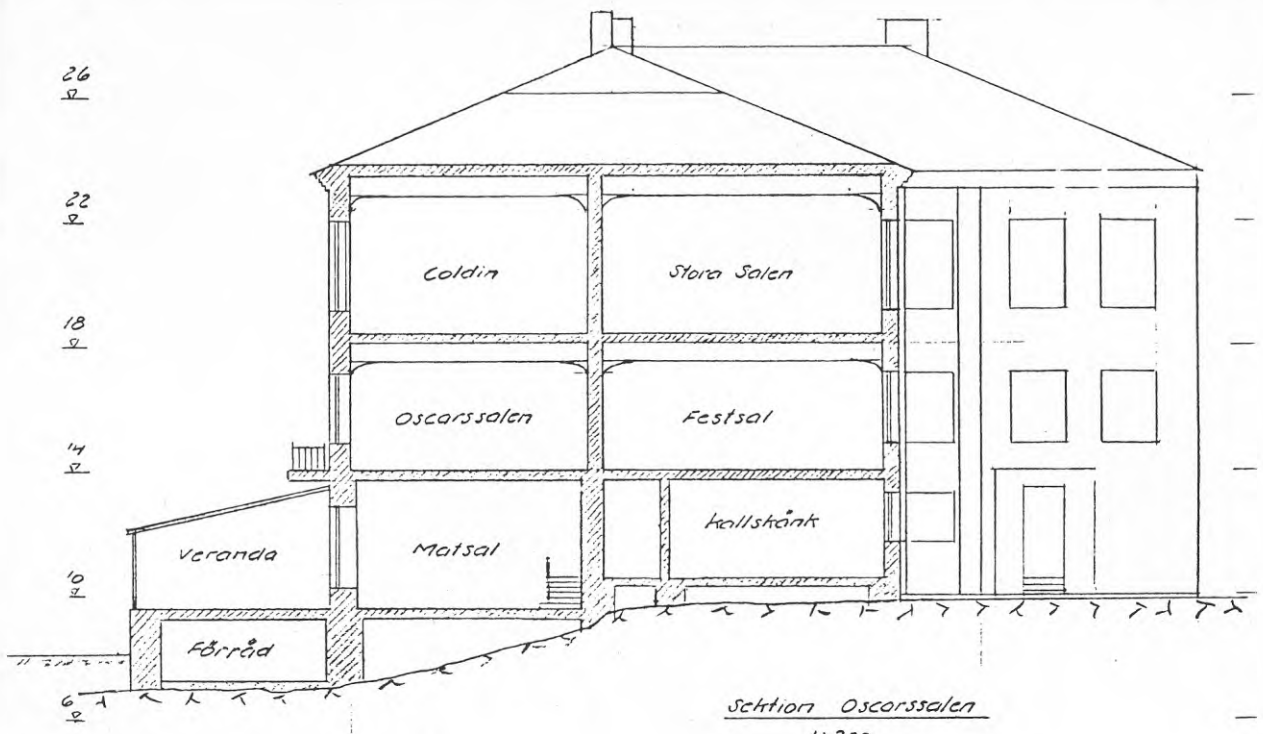 26
22
Coldin Stora Salen
18
Oscarssalen Festsal
14
Veranda Matsal Kallskänk
10
Förråd
6
Sektion Oscarssalen